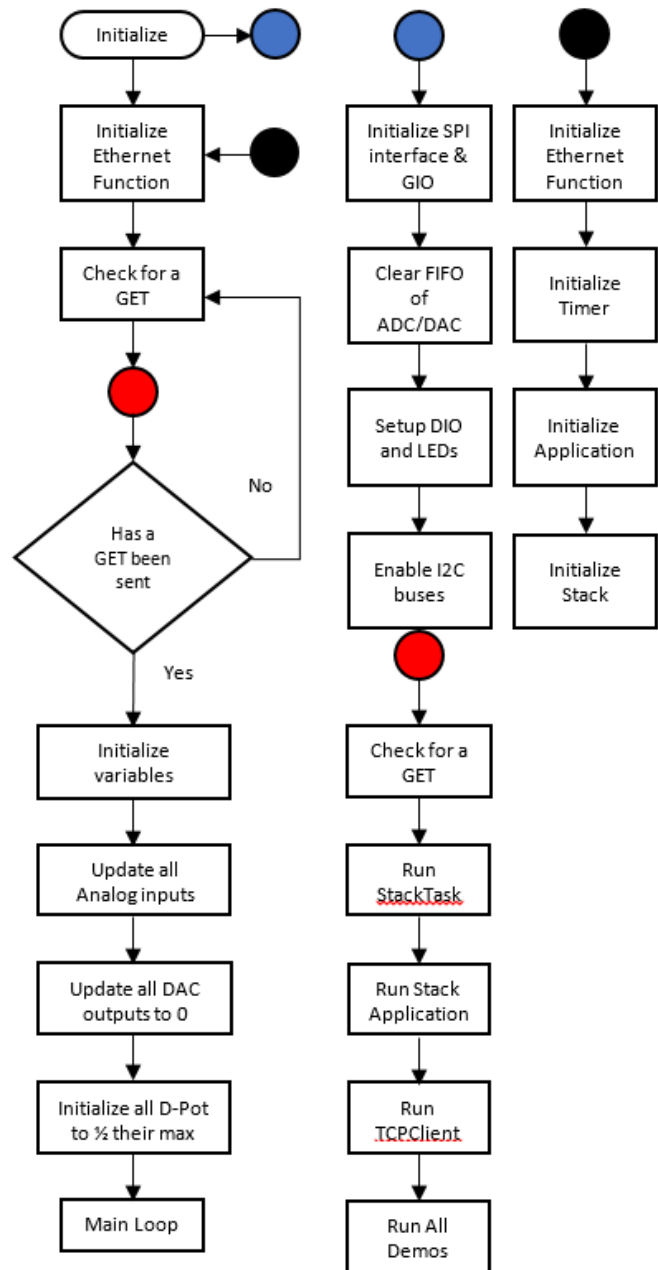 Initialize
Initialize
Ethernet
Function
Check for a
GET
No
Has a
GET been
sent
Yes
Initialize
variables
Update all
Analog inputs
Update all DAC
outputs to 0
Initialize all D-Pot
to ½ their max
Main Loop
Initialize SPI
interface &
GIO
Clear FIFO
of
ADC/DAC
Setup DIO
and LEDs
Enable I2C
buses
Check for a
GET
Run
StackTask
Run Stack
Application
Run
TCPClient
Run All
Demos
Initialize
Ethernet
Function
Initialize
Timer
Initialize
Application
Initialize
Stack